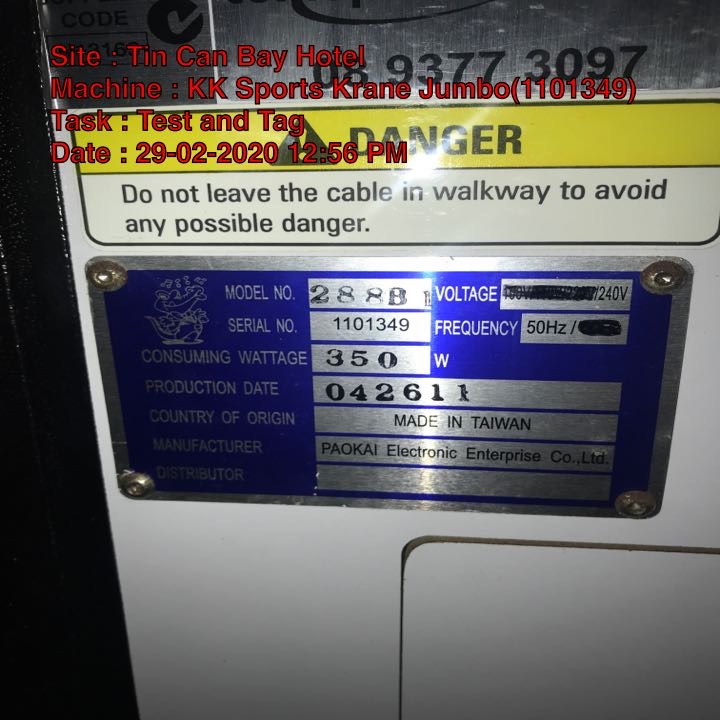 CODE
Site : Tin Can Bay Hotel
08 9377 3097
Machine : KK Sports Krane Jumbo(1101349)
Task : Test and Tag
DANGER
Date : 29-02-2020 12:56 PM
Do not leave the cable in walkway to avoid
any possible danger.
MODEL NO. 288B1 VOLTAGE /240V
SERIAL NO. 1101349 FREQUENCY 50Hz /
CONSUMING WATTAGE 350 W
PRODUCTION DATE 042611
COUNTRY OF ORIGIN MADE IN TAIWAN
MANUFACTURER PAOKAI Electronic Enterprise Co.,Ltd.
DISTRIBUTOR